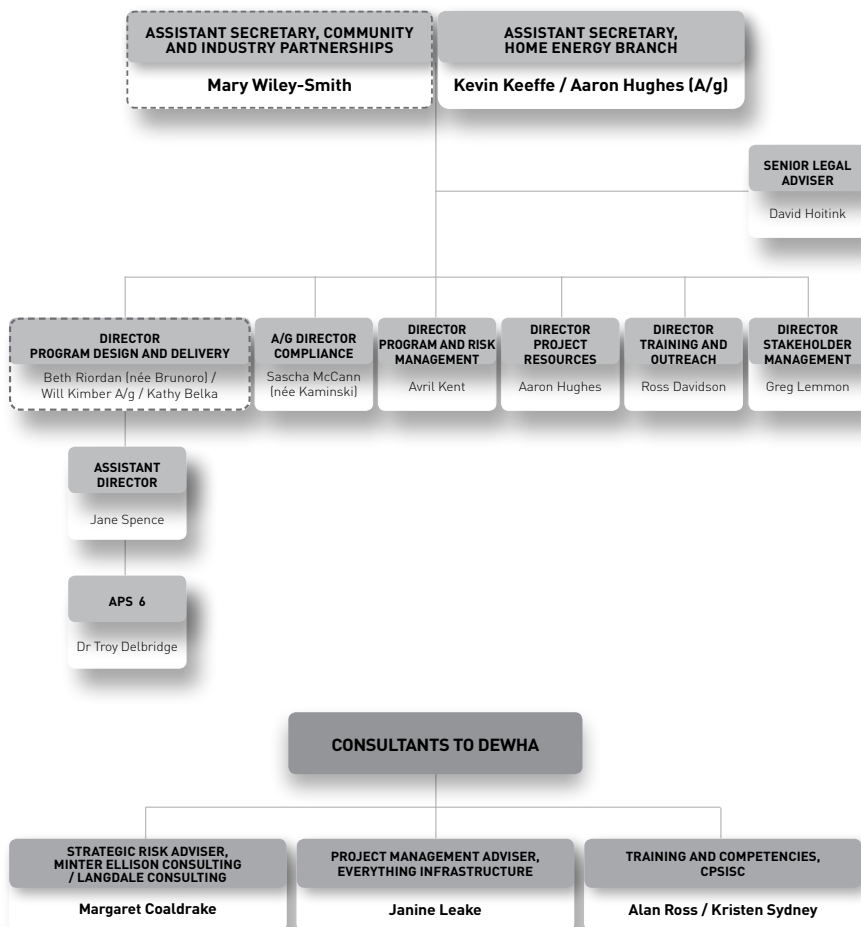 ASSISTANT SECRETARY, COMMUNITY
AND INDUSTRY PARTNERSHIPS
Mary Wiley-Smith
ASSISTANT SECRETARY,
HOME ENERGY BRANCH
Kevin Keeffe / Aaron Hughes (A/g)
SENIOR LEGAL
ADVISER
David Hoitink
DIRECTOR
PROGRAM DESIGN AND DELIVERY
Beth Riordan (née Brunoro) /
Will Kimber A/g / Kathy Belka
A/G DIRECTOR
COMPLIANCE
Sascha McCann
(née Kaminski)
DIRECTOR
PROGRAM AND RISK
MANAGEMENT
Avril Kent
DIRECTOR
PROJECT
RESOURCES
Aaron Hughes
DIRECTOR
TRAINING AND
OUTREACH
Ross Davidson
DIRECTOR
STAKEHOLDER
MANAGEMENT
Greg Lemmon
ASSISTANT
DIRECTOR
Jane Spence
APS 6
Dr Troy Delbridge
CONSULTANTS TO DEWHA
STRATEGIC RISK ADVISER,
MINTER ELLISON CONSULTING
/ LANGDALE CONSULTING
Margaret Coaldrake
PROJECT MANAGEMENT ADVISER,
EVERYTHING INFRASTRUCTURE
Janine Leake
TRAINING AND COMPETENCIES,
CPSISC
Alan Ross / Kristen Sydney